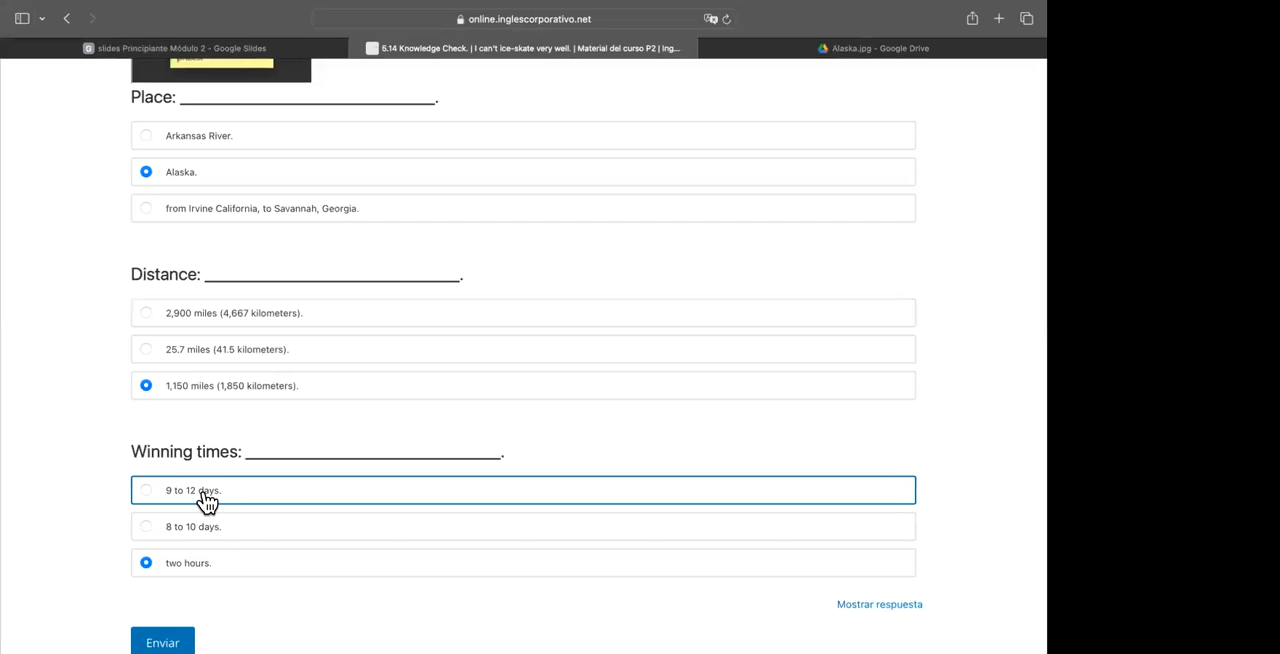 online.inglescorporativo.net
slides Principiante Módulo 2 - Google Slides
5.14 Knowledge Check. | I can't ice-skate very well. | Material del curso P2 | Ing...
Alaska.jpg - Google Drive
Place: ____________________________.
Arkansas River.
Alaska.
from Irvine California, to Savannah, Georgia.
Distance: ____________________________.
2,900 miles (4,667 kilometers).
25.7 miles (41.5 kilometers).
1,150 miles (1,850 kilometers).
Winning times: ____________________________.
9 to 12 days.
8 to 10 days.
two hours.
Mostrar respuesta
Enviar